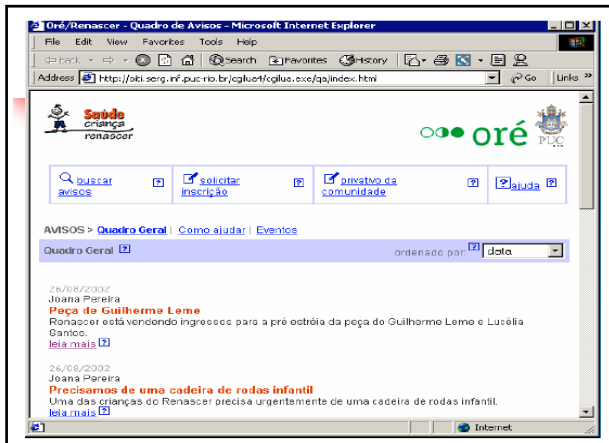 Oré/Renascer - Quadro de Avisos - Microsoft Internet Explorer
File Edit View Favorites Tools Help
Back Search Favorites History
Address http://oiti.serg.inf.puc-rio.br/cgilua4/cgilua.exe/qa/index.html Go Links »
Saúde
criança
renascer
oré
PUC
buscar avisos ?
solicitar inscrição ?
privativo da comunidade ?
? ajuda ?
AVISOS > Quadro Geral | Como ajudar | Eventos
Quadro Geral ? ordenado por: ? data
26/08/2002
Joana Pereira
Peça de Guilherme Leme
Renascer está vendendo ingressos para a pré estréia da peça do Guilherme Leme e Lucélia
Santos.
leia mais ?
26/08/2002
Joana Pereira
Precisamos de uma cadeira de rodas infantil
Uma das crianças do Renascer precisa urgentemente de uma cadeira de rodas infantil.
leia mais ?
Internet